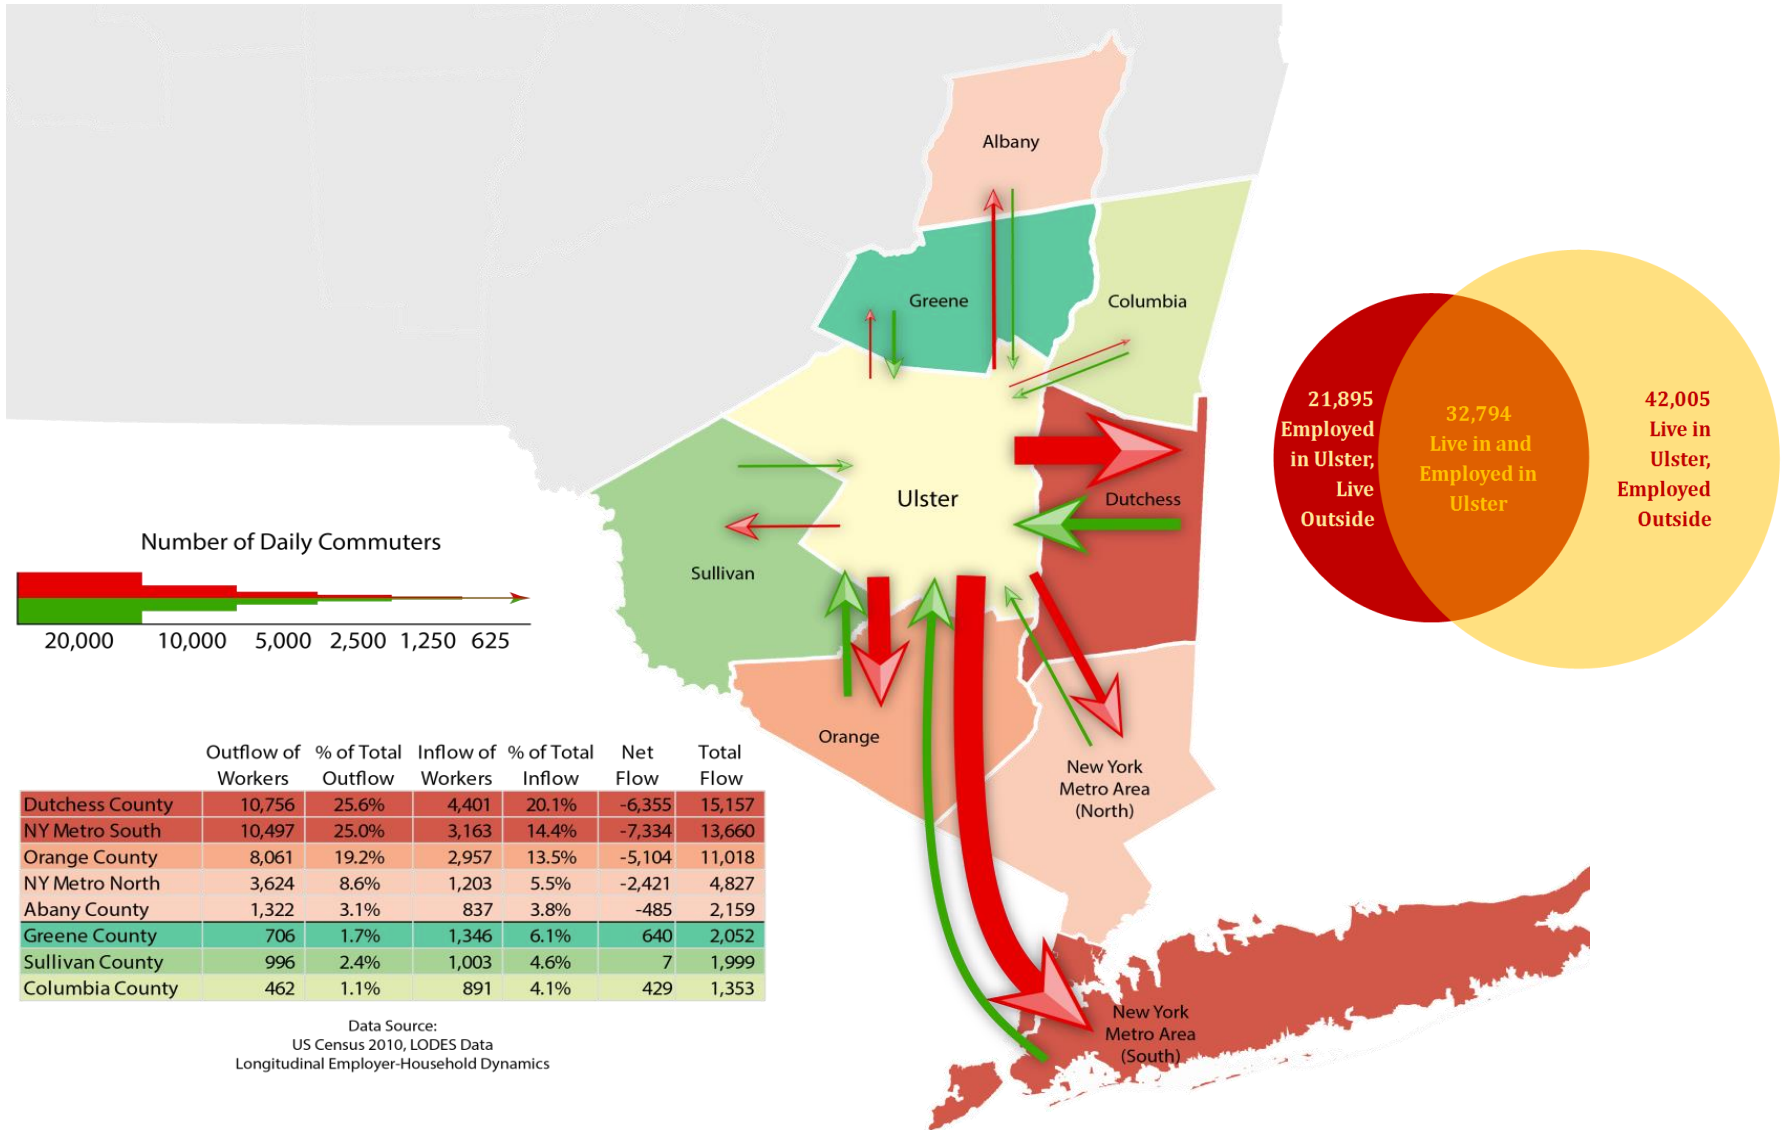 Albany
Greene
Columbia
Ulster
Dutchess
Sullivan
Orange
New York
Metro Area
(North)
New York
Metro Area
(South)
21,895
Employed
in Ulster,
Live
Outside
32,794
Live in and
Employed in
Ulster
42,005
Live in
Ulster,
Employed
Outside
Number of Daily Commuters
20,000 10,000 5,000 2,500 1,250 625
Outflow of % of Total Inflow of % of Total Net Total
Workers Outflow Workers Inflow Flow Flow
Dutchess County 10,756 25.6% 4,401 20.1% -6,355 15,157
NY Metro South 10,497 25.0% 3,163 14.4% -7,334 13,660
Orange County 8,061 19.2% 2,957 13.5% -5,104 11,018
NY Metro North 3,624 8.6% 1,203 5.5% -2,421 4,827
Abany County 1,322 3.1% 837 3.8% -485 2,159
Greene County 706 1.7% 1,346 6.1% 640 2,052
Sullivan County 996 2.4% 1,003 4.6% 7 1,999
Columbia County 462 1.1% 891 4.1% 429 1,353
Data Source:
US Census 2010, LODES Data
Longitudinal Employer-Household Dynamics